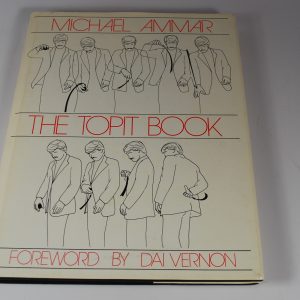 MICHAEL AMMAR
THE TOPIT BOOK
FOREWORD BY DAI VERNON